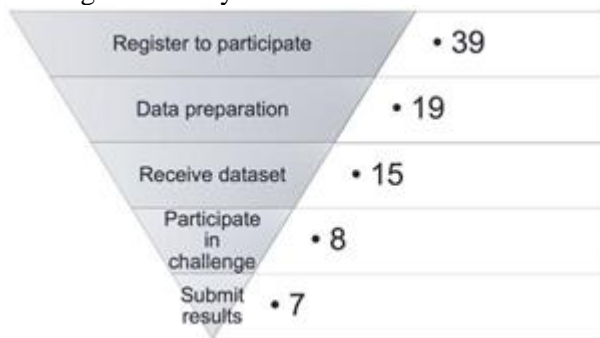 Register to participate • 39
Data preparation • 19
Receive dataset • 15
Participate
in
challenge
• 8
Submit
results
• 7